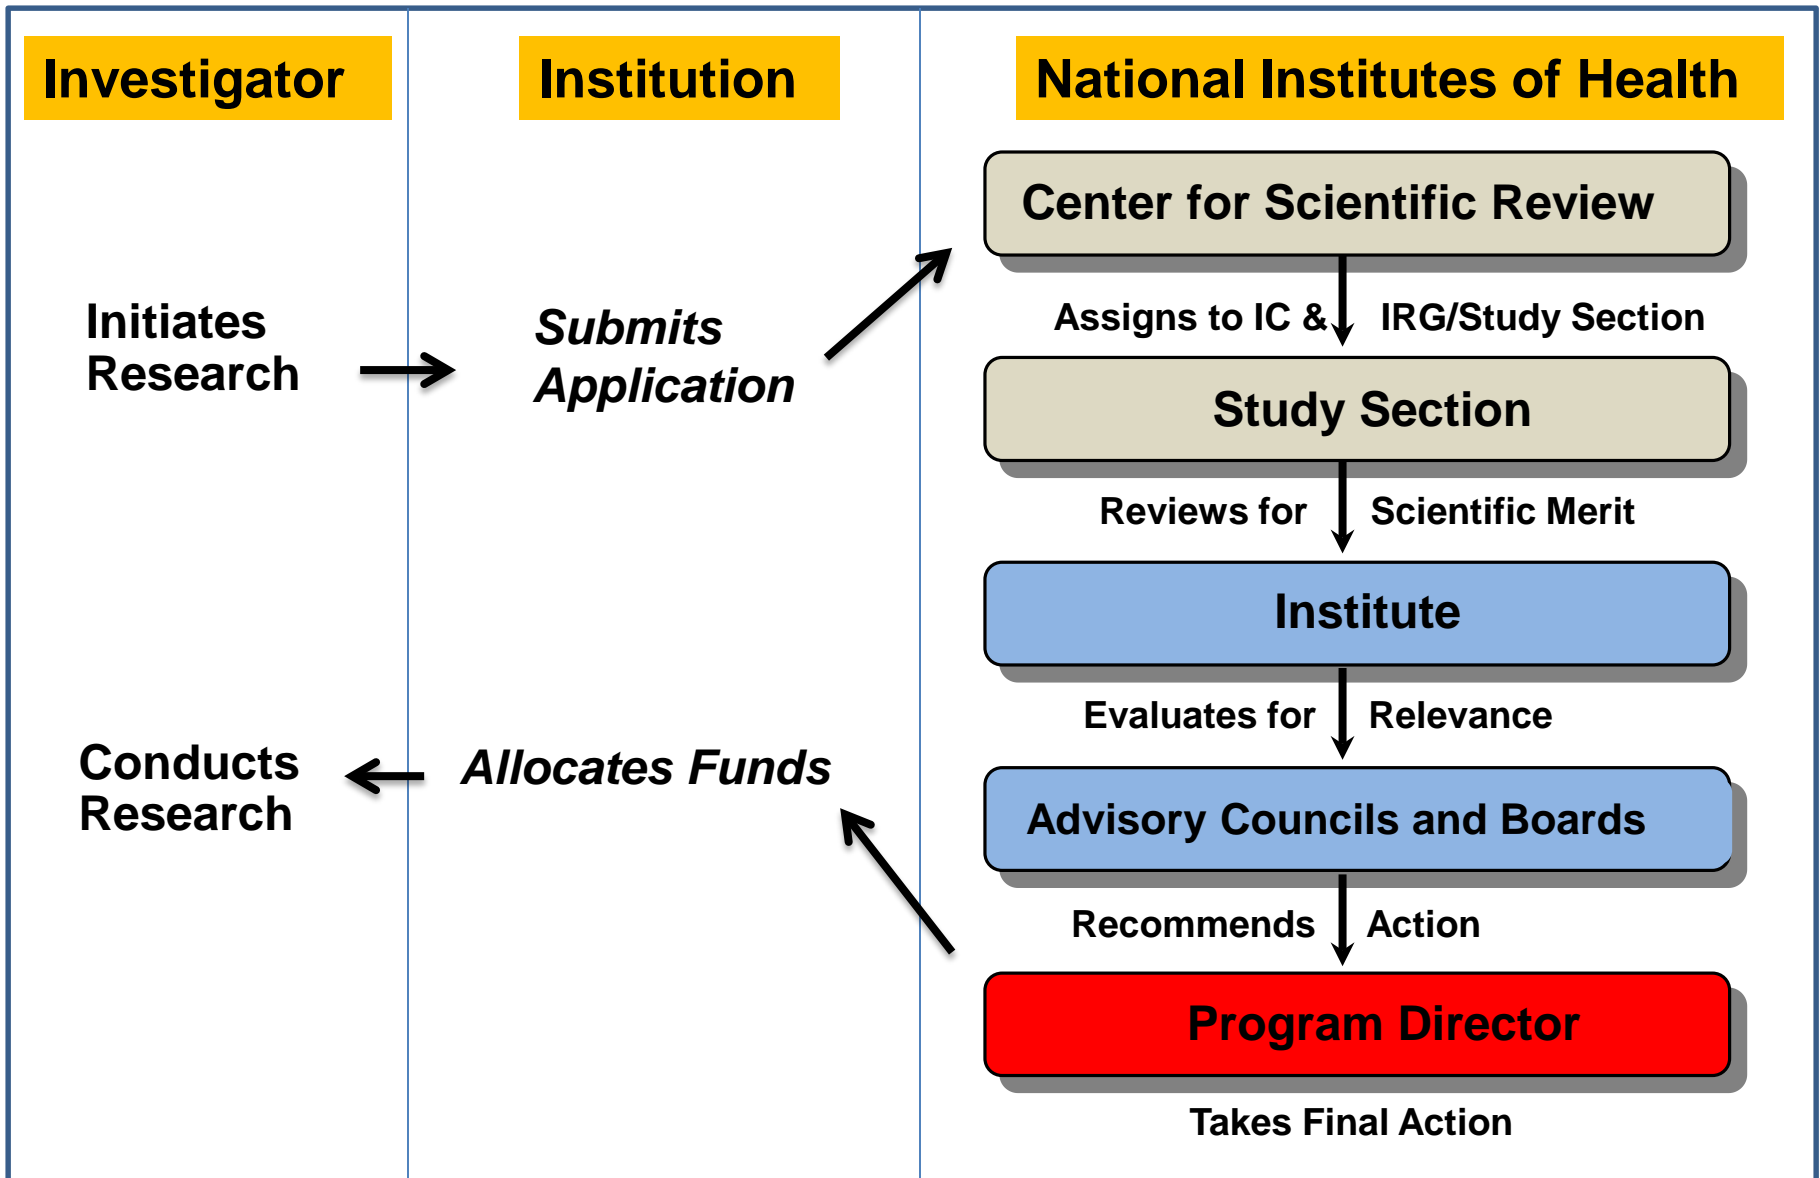 Investigator
Institution
National Institutes of Health
Initiates
Research
Submits
Application
Center for Scientific Review
Assigns to IC & IRG/Study Section
Study Section
Reviews for Scientific Merit
Institute
Evaluates for Relevance
Advisory Councils and Boards
Recommends Action
Program Director
Takes Final Action
Allocates Funds
Conducts
Research